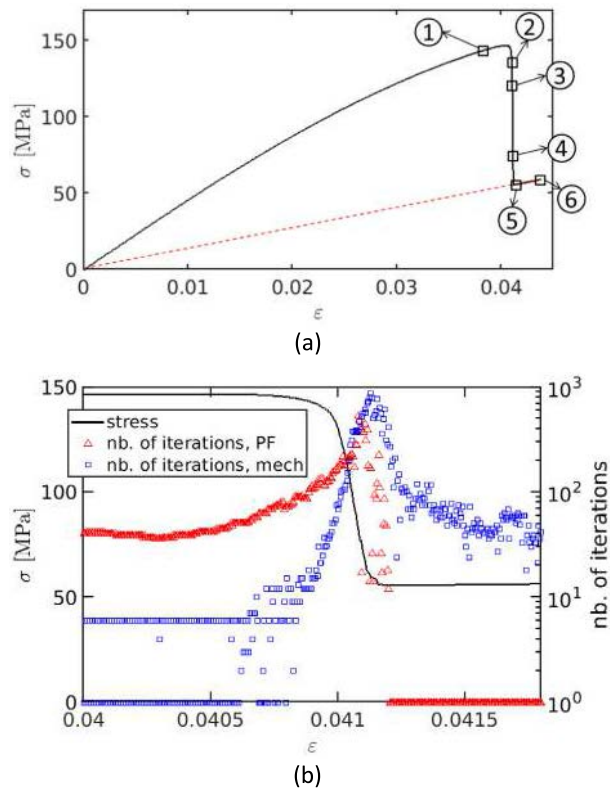 150
100
50
0
σ [MPa]
1
2
3
4
5
6
0
0.01
0.02
0.03
0.04
ε
(a)
150
100
50
0
σ [MPa]
stress
nb. of iterations, PF
nb. of iterations, mech
10³
10²
10¹
10⁰
nb. of iterations
0.04
0.0405
0.041
0.0415
ε
(b)